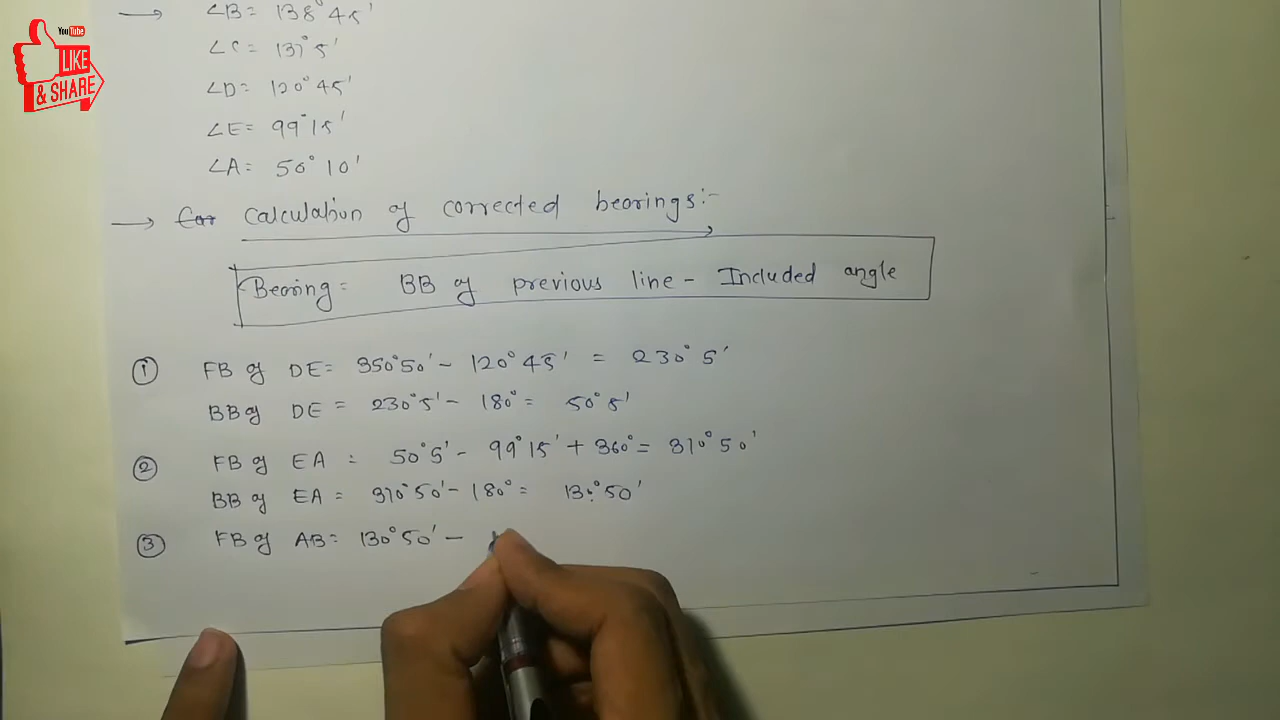 YouTube
LIKE
& SHARE
→ ∠B= 138°45'
∠C= 137°5'
∠D= 120°45'
∠E= 99°15'
∠A= 50°10'
→ Calculation of corrected bearings:-
Bearing= BB of previous line - Included angle
① FB of DE= 350°50' - 120°45' = 230°5'
BB of DE = 230°5' - 180° = 50°5'
② FB of EA = 50°5' - 99°15' + 360° = 310°50'
BB of EA = 310°50' - 180° = 130°50'
③ FB of AB= 130°50' -